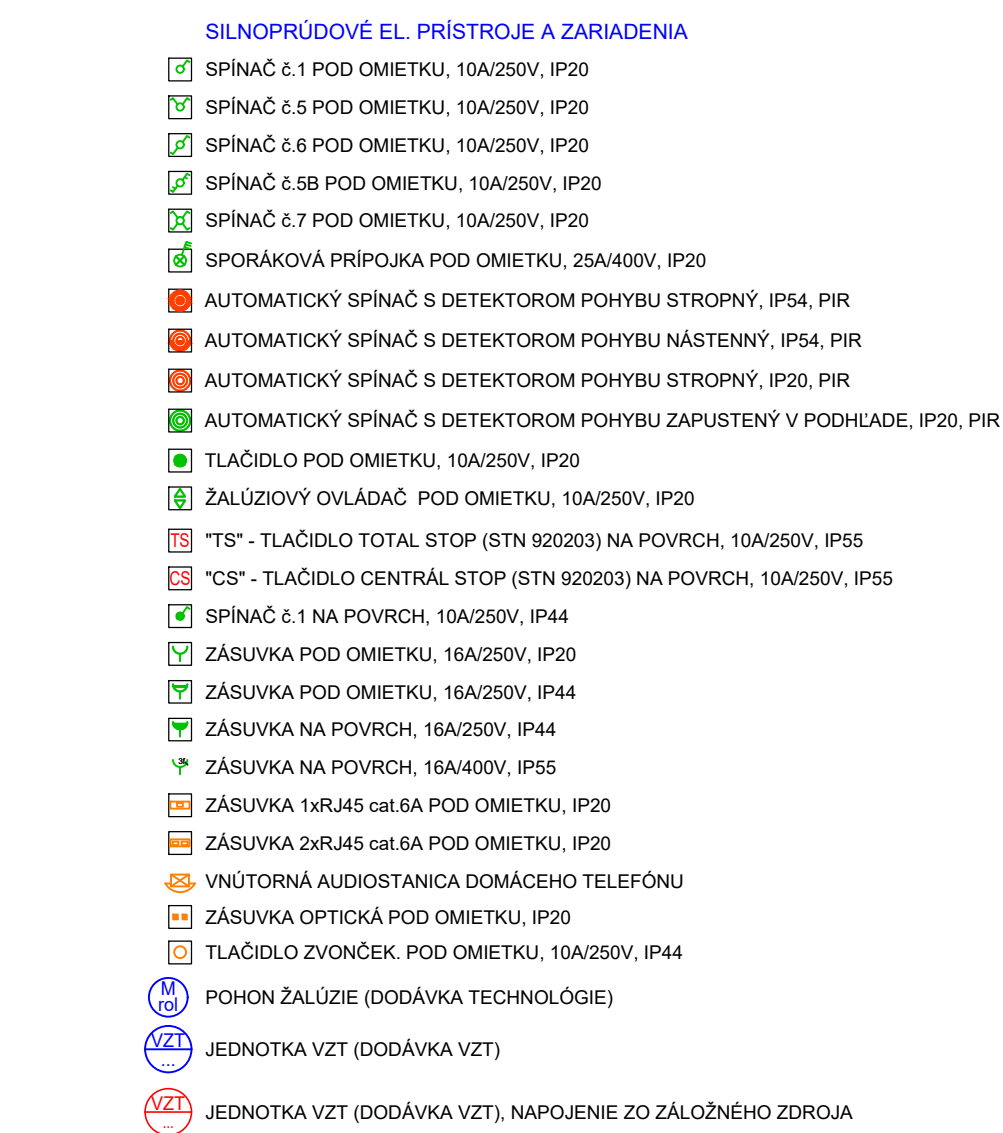 SILNOPRÚDOVÉ EL. PRÍSTROJE A ZARIADENIA
SPÍNAČ č.1 POD OMIETKU, 10A/250V, IP20
SPÍNAČ č.5 POD OMIETKU, 10A/250V, IP20
SPÍNAČ č.6 POD OMIETKU, 10A/250V, IP20
SPÍNAČ č.5B POD OMIETKU, 10A/250V, IP20
SPÍNAČ č.7 POD OMIETKU, 10A/250V, IP20
SPORÁKOVÁ PRÍPOJKA POD OMIETKU, 25A/400V, IP20
AUTOMATICKÝ SPÍNAČ S DETEKTOROM POHYBU STROPNÝ, IP54, PIR
AUTOMATICKÝ SPÍNAČ S DETEKTOROM POHYBU NÁSTENNÝ, IP54, PIR
AUTOMATICKÝ SPÍNAČ S DETEKTOROM POHYBU STROPNÝ, IP20, PIR
AUTOMATICKÝ SPÍNAČ S DETEKTOROM POHYBU ZAPUSTENÝ V PODHĽADE, IP20, PIR
TLAČIDLO POD OMIETKU, 10A/250V, IP20
ŽALÚZIOVÝ OVLÁDAČ POD OMIETKU, 10A/250V, IP20
TS "TS" - TLAČIDLO TOTAL STOP (STN 920203) NA POVRCH, 10A/250V, IP55
CS "CS" - TLAČIDLO CENTRÁL STOP (STN 920203) NA POVRCH, 10A/250V, IP55
SPÍNAČ č.1 NA POVRCH, 10A/250V, IP44
ZÁSUVKA POD OMIETKU, 16A/250V, IP20
ZÁSUVKA POD OMIETKU, 16A/250V, IP44
ZÁSUVKA NA POVRCH, 16A/250V, IP44
ZÁSUVKA NA POVRCH, 16A/400V, IP55
ZÁSUVKA 1xRJ45 cat.6A POD OMIETKU, IP20
ZÁSUVKA 2xRJ45 cat.6A POD OMIETKU, IP20
VNÚTORNÁ AUDIOSTANICA DOMÁCEHO TELEFÓNU
ZÁSUVKA OPTICKÁ POD OMIETKU, IP20
TLAČIDLO ZVONČEK. POD OMIETKU, 10A/250V, IP44
M
rol
POHON ŽALÚZIE (DODÁVKA TECHNOLÓGIE)
VZT
...
JEDNOTKA VZT (DODÁVKA VZT)
VZT
...
JEDNOTKA VZT (DODÁVKA VZT), NAPOJENIE ZO ZÁLOŽNÉHO ZDROJA